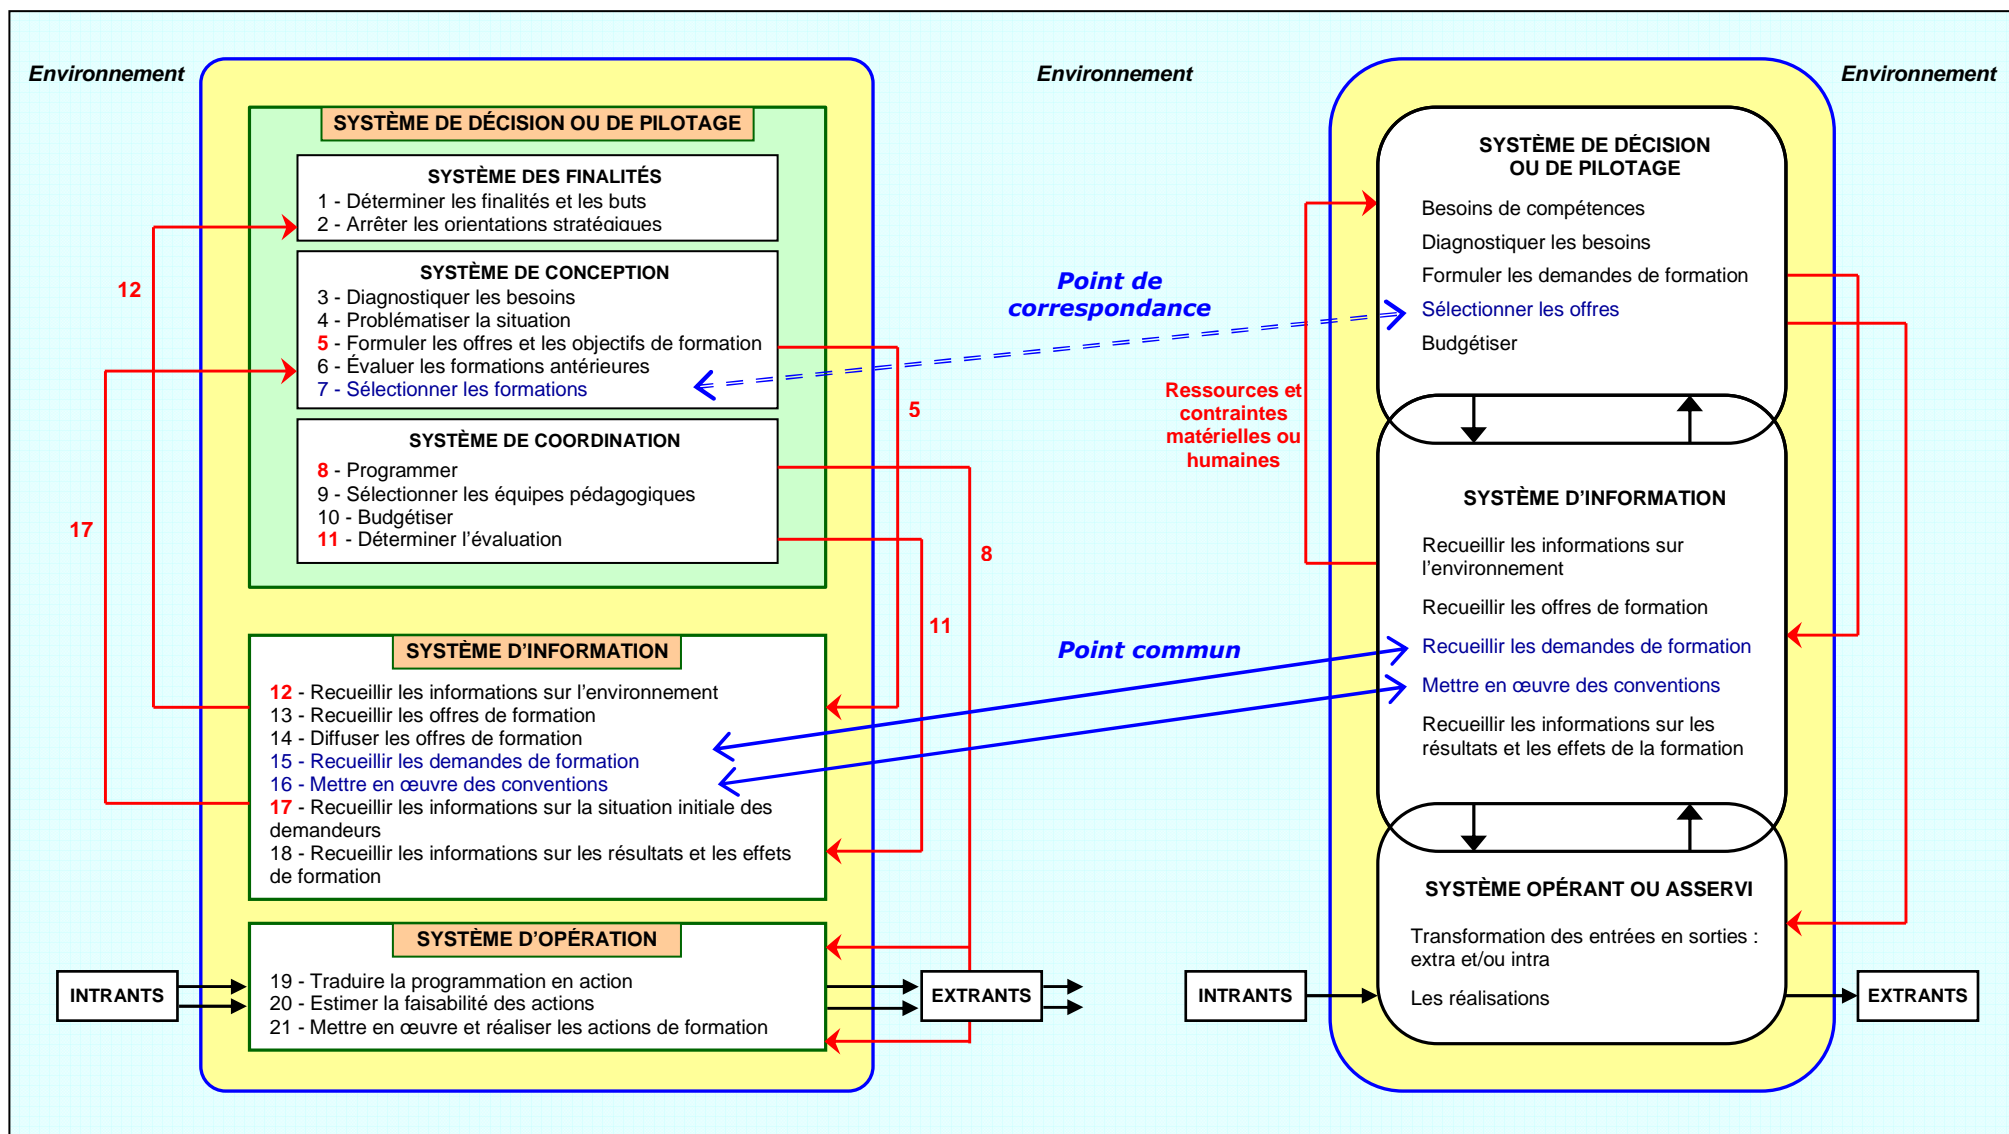 Environnement
SYSTÈME DE DÉCISION OU DE PILOTAGE
SYSTÈME DES FINALITÉS
1 - Déterminer les finalités et les buts
2 - Arrêter les orientations stratégiques
SYSTÈME DE CONCEPTION
3 - Diagnostiquer les besoins
4 - Problématiser la situation
5 - Formuler les offres et les objectifs de formation
6 - Évaluer les formations antérieures
7 - Sélectionner les formations
SYSTÈME DE COORDINATION
8 - Programmer
9 - Sélectionner les équipes pédagogiques
10 - Budgétiser
11 - Déterminer l'évaluation
12
17
5
8
11
SYSTÈME D'INFORMATION
12 - Recueillir les informations sur l'environnement
13 - Recueillir les offres de formation
14 - Diffuser les offres de formation
15 - Recueillir les demandes de formation
16 - Mettre en œuvre des conventions
17 - Recueillir les informations sur la situation initiale des
demandeurs
18 - Recueillir les informations sur les résultats et les effets
de formation
SYSTÈME D'OPÉRATION
19 - Traduire la programmation en action
20 - Estimer la faisabilité des actions
21 - Mettre en œuvre et réaliser les actions de formation
INTRANTS
EXTRANTS
Environnement
Point de
correspondance
Point commun
Ressources et
contraintes
matérielles ou
humaines
Environnement
SYSTÈME DE DÉCISION
OU DE PILOTAGE
Besoins de compétences
Diagnostiquer les besoins
Formuler les demandes de formation
Sélectionner les offres
Budgétiser
SYSTÈME D'INFORMATION
Recueillir les informations sur
l'environnement
Recueillir les offres de formation
Recueillir les demandes de formation
Mettre en œuvre des conventions
Recueillir les informations sur les
résultats et les effets de la formation
SYSTÈME OPÉRANT OU ASSERVI
Transformation des entrées en sorties :
extra et/ou intra
Les réalisations
INTRANTS
EXTRANTS